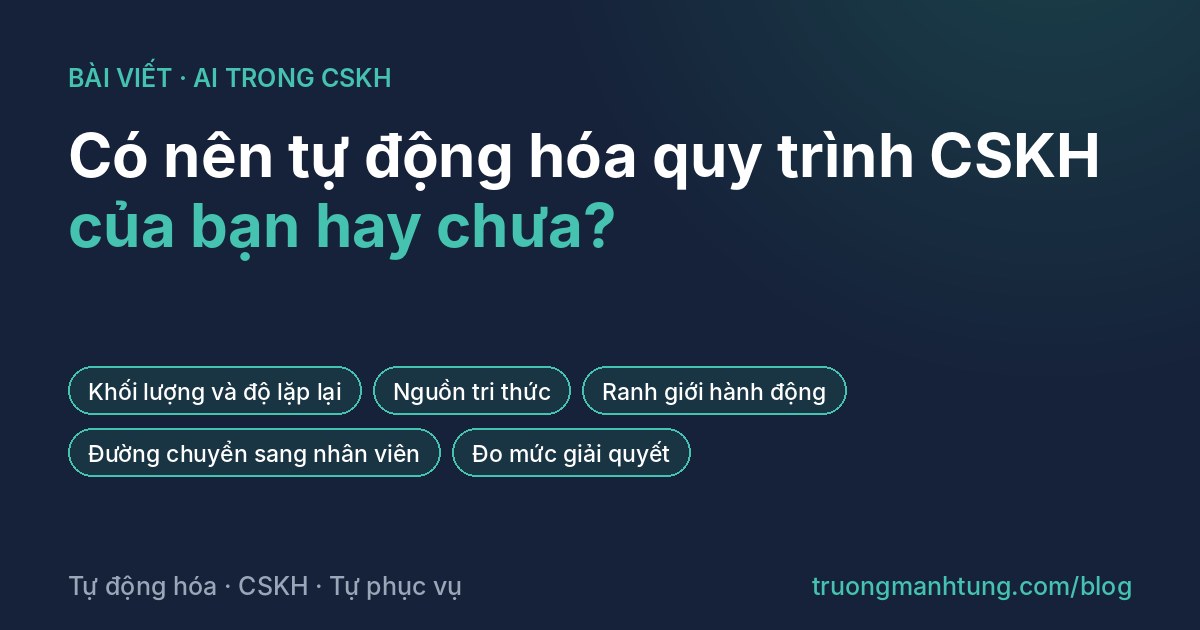 BÀI VIẾT · AI TRONG CSKH
Có nên tự động hóa quy trình CSKH
của bạn hay chưa?
Khối lượng và độ lặp lại
Nguồn tri thức
Ranh giới hành động
Đường chuyển sang nhân viên
Đo mức giải quyết
Tự động hóa · CSKH · Tự phục vụ
truongmanhtung.com/blog